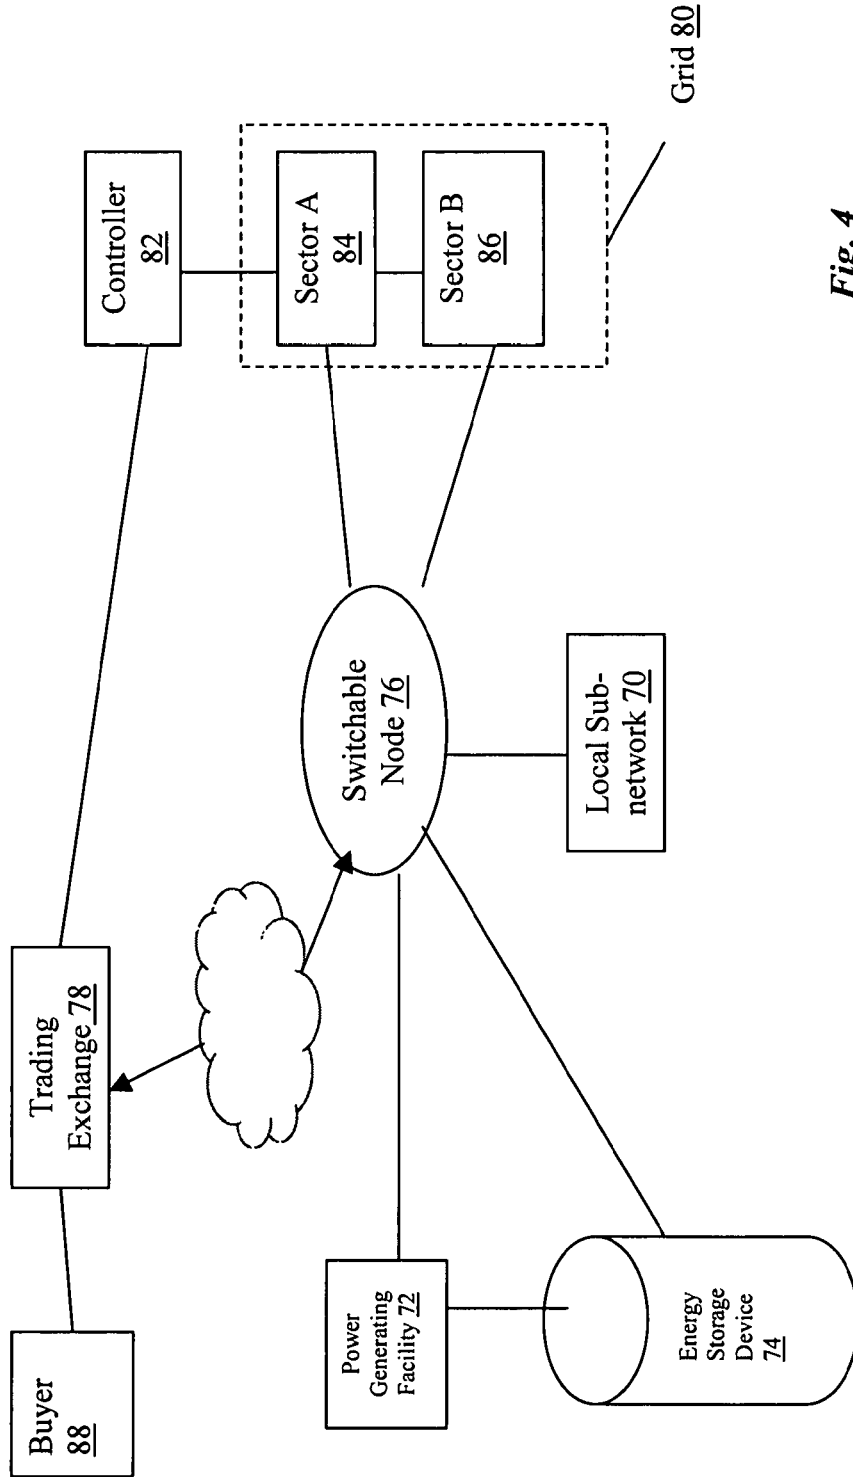 Buyer
88
Trading
Exchange 78
Controller
82
Sector A
84
Sector B
86
Grid 80
Switchable
Node 76
Local Sub-
network 70
Power
Generating
Facility 72
Energy
Storage
Device
74
Fig. 4